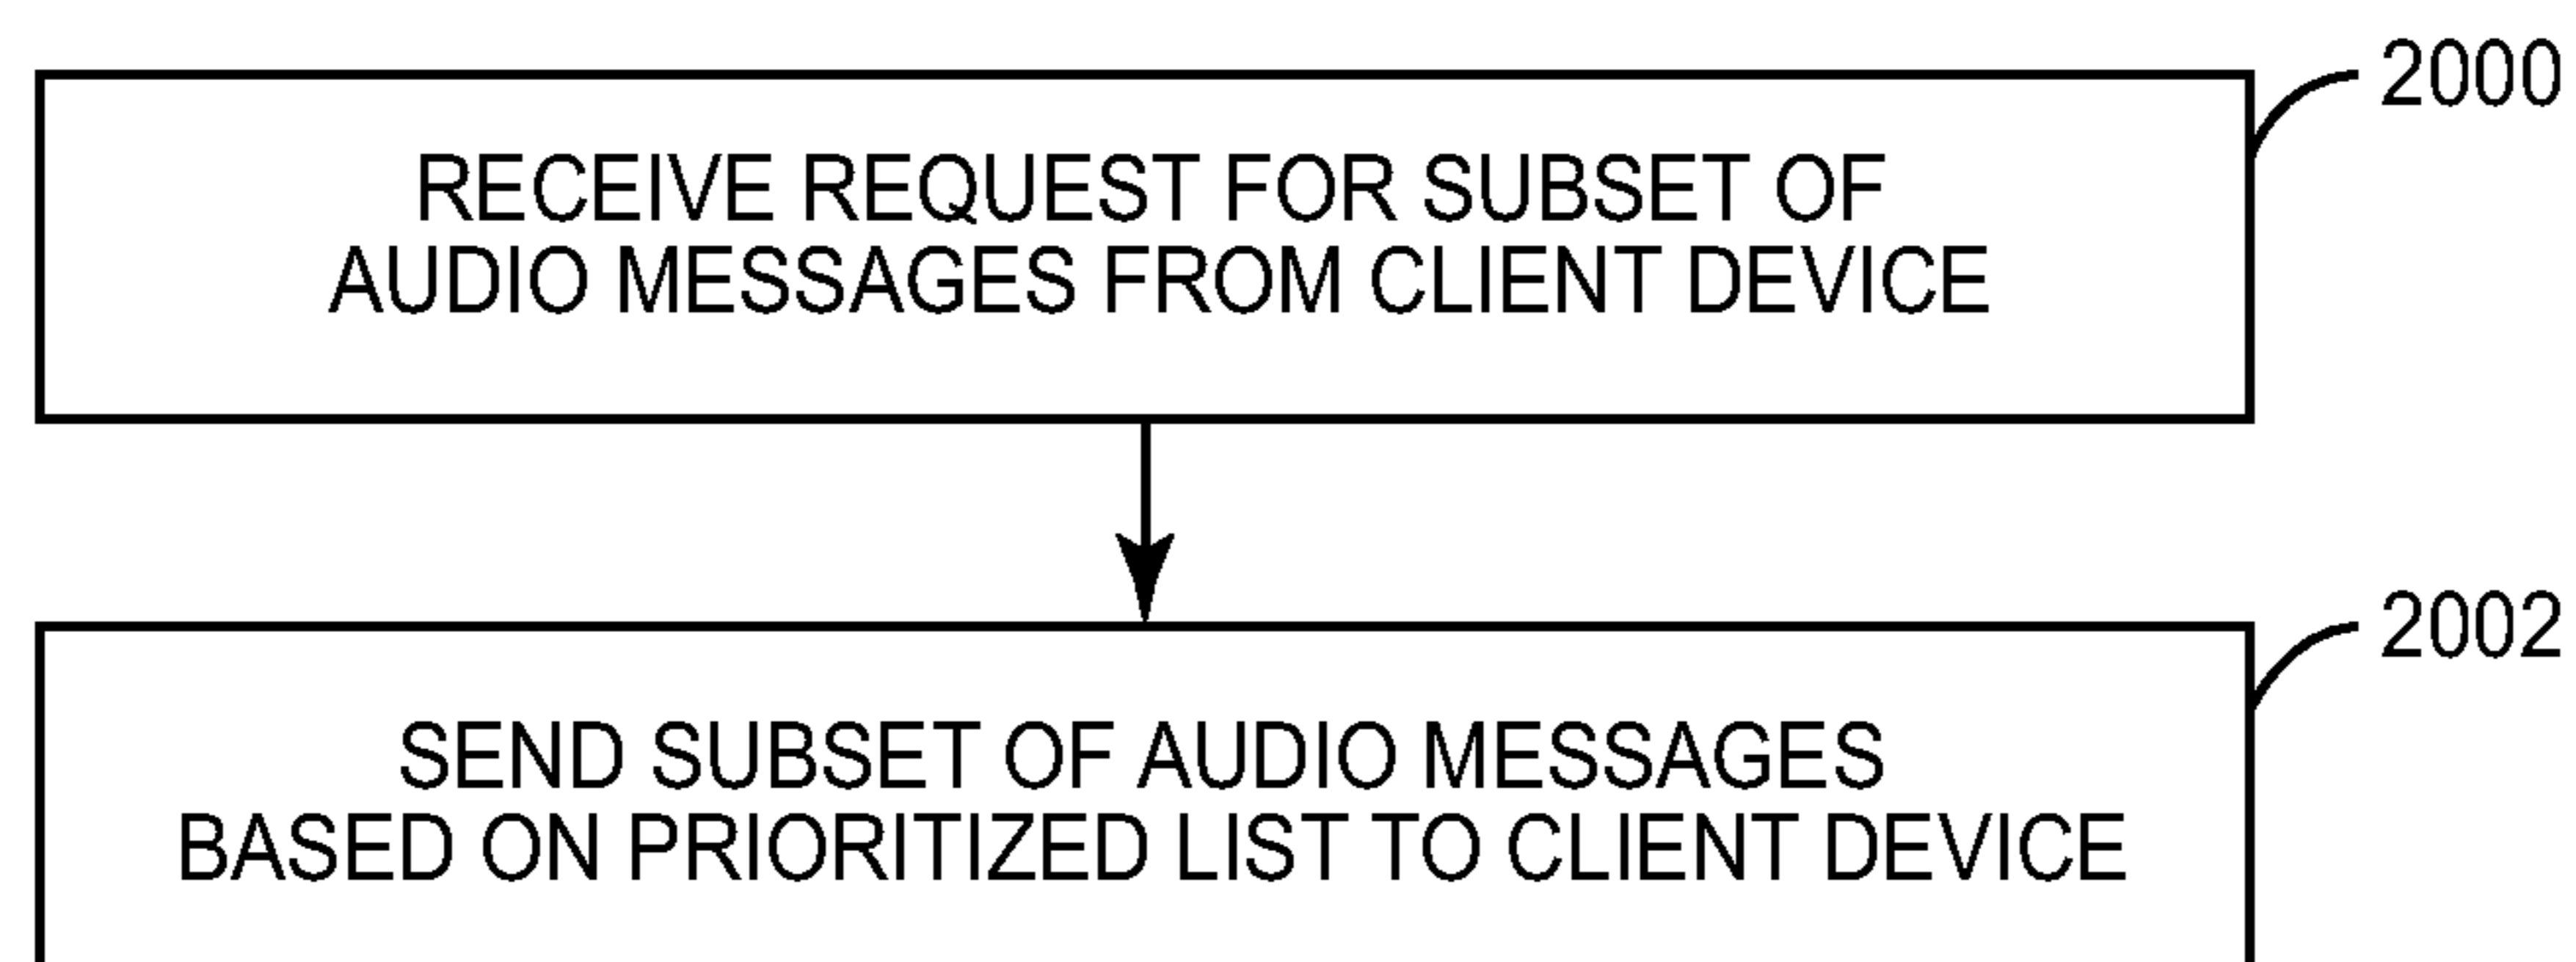 2000
RECEIVE REQUEST FOR SUBSET OF
AUDIO MESSAGES FROM CLIENT DEVICE
2002
SEND SUBSET OF AUDIO MESSAGES
BASED ON PRIORITIZED LIST TO CLIENT DEVICE